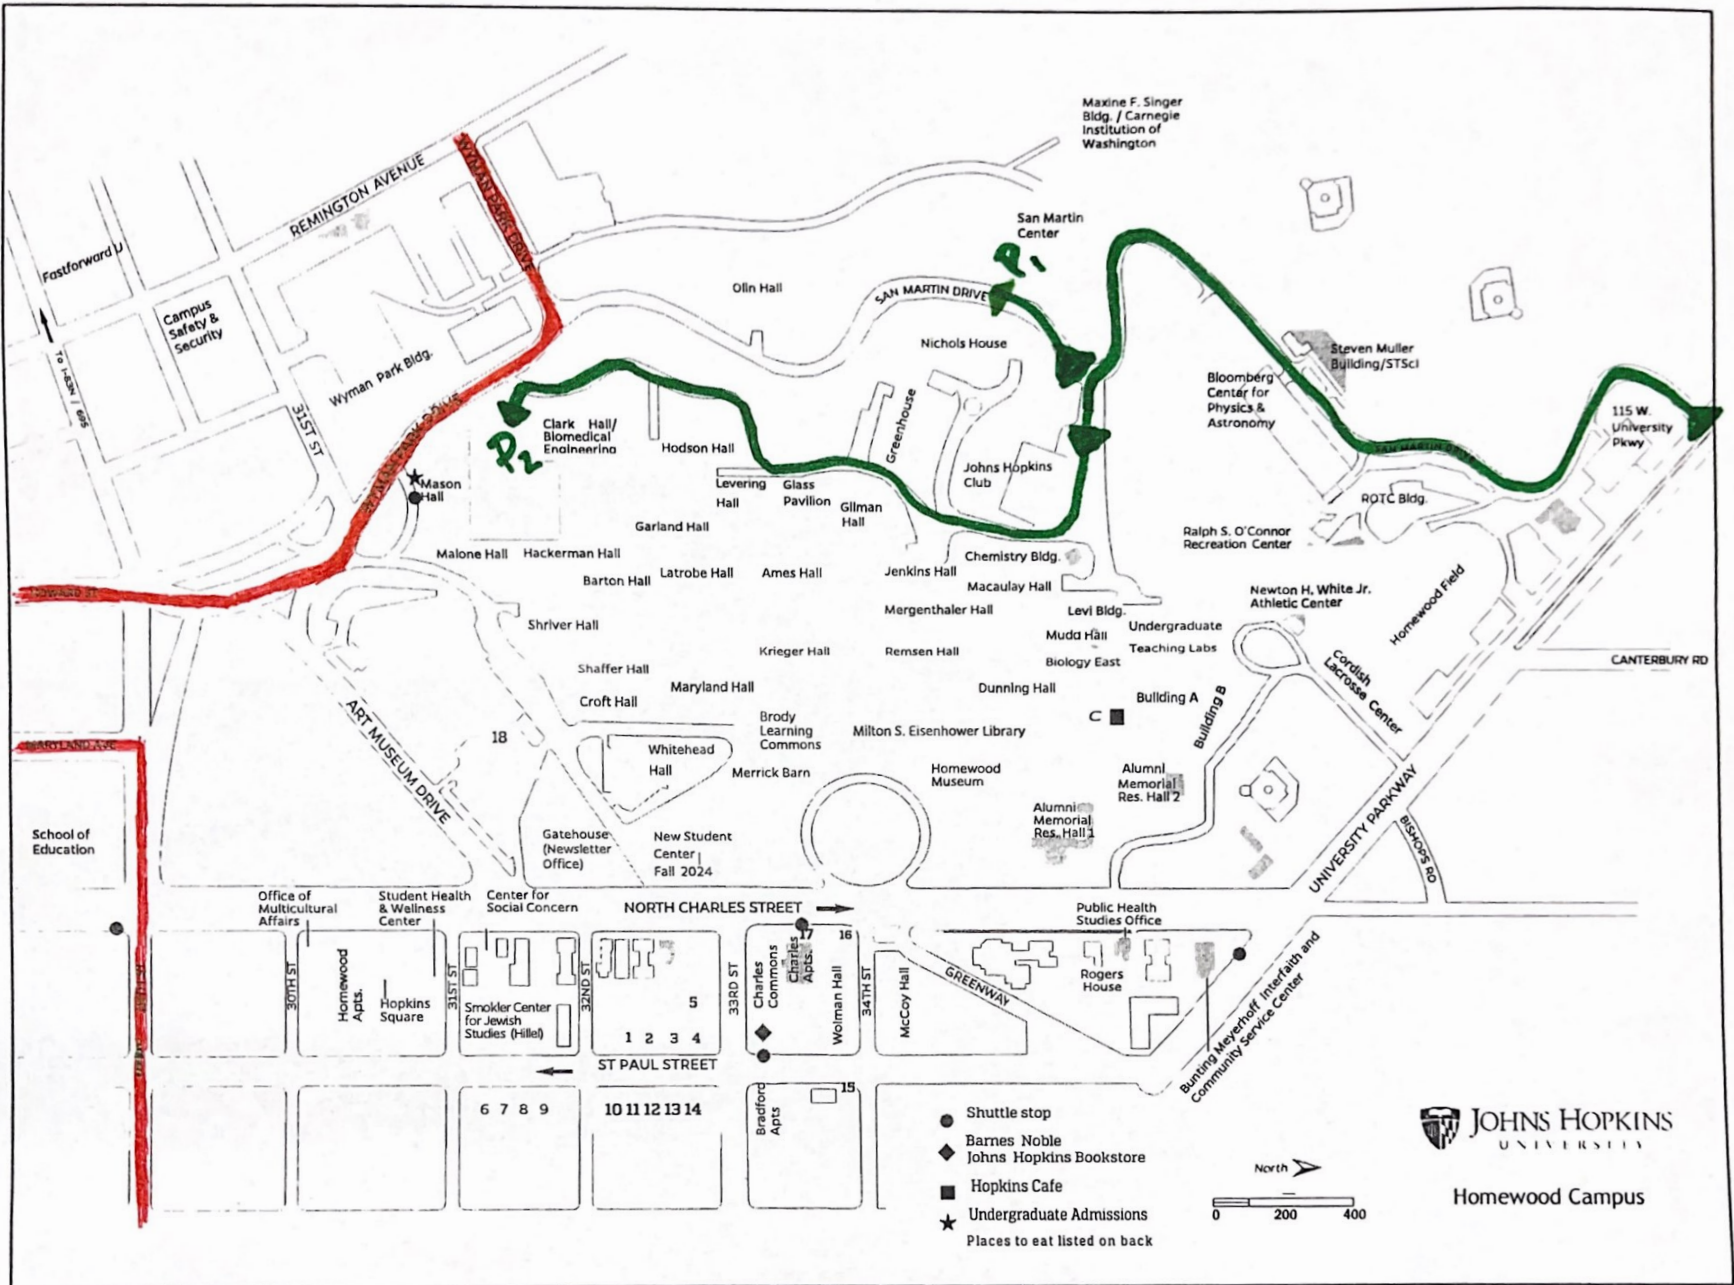 Maxine F. Singer
Bldg. / Carnegie
Institution of
Washington
WYMAN PARK DRIVE
REMINGTON AVENUE
San Martin
Center
P1
Fastforward U
Olin Hall
SAN MARTIN DRIVE
Campus
Safety &
Security
To I-83N / 695
Nichols House
Steven Muller
Building/STScI
Wyman Park Bldg.
Bloomberg
Center for
Physics &
Astronomy
31ST ST
WYMAN PARK DRIVE
Greenhouse
115 W.
University
Pkwy
Clark Hall/
Biomedical
Engineering
P2
Hodson Hall
SAN MARTIN DRIVE
Johns Hopkins
Club
Mason
Hall
Levering
Hall
Glass
Pavilion
Gilman
Hall
ROTC Bldg.
Garland Hall
Ralph S. O'Connor
Recreation Center
Malone Hall
Hackerman Hall
Chemistry Bldg.
Barton Hall
Latrobe Hall
Ames Hall
Jenkins Hall
Macaulay Hall
HOWARD ST
Newton H. White Jr.
Athletic Center
Homewood Field
Mergenthaler Hall
Levi Bldg.
Shriver Hall
Mudd Hall
Undergraduate
Teaching Labs
Krieger Hall
Remsen Hall
Biology East
CANTERBURY RD
Shaffer Hall
Cordish
Lacrosse Center
Maryland Hall
Dunning Hall
Croft Hall
Building A
Building B
C
ART MUSEUM DRIVE
18
Brody
Learning
Commons
Milton S. Eisenhower Library
MARYLAND AVE
Whitehead
Hall
Merrick Barn
Homewood
Museum
Alumni
Memorial
Res. Hall 2
UNIVERSITY PARKWAY
Alumni
Memorial
Res. Hall 1
School of
Education
Gatehouse
(Newsletter
Office)
New Student
Center
Fall 2024
BISHOPS RD
Office of
Multicultural
Affairs
Student Health
& Wellness
Center
Center for
Social Concern
NORTH CHARLES STREET
Public Health
Studies Office
17
16
30TH ST
Homewood
Apts.
Hopkins
Square
31ST ST
Smokler Center
for Jewish
Studies (Hillel)
32ND ST
5
1 2 3 4
33RD ST
Charles
Commons
Charles
Apts.
Wolman Hall
34TH ST
McCoy Hall
GREENWAY
Rogers
House
Bunting Meyerhoff Interfaith and
Community Service Center
ST PAUL STREET
6 7 8 9
10 11 12 13 14
Bradford
Apts
15
Shuttle stop
Barnes Noble
Johns Hopkins Bookstore
Hopkins Cafe
Undergraduate Admissions
Places to eat listed on back
North
0 200 400
JOHNS HOPKINS
UNIVERSITY
Homewood Campus